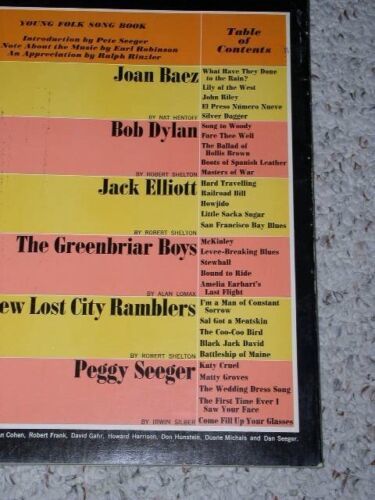 YOUNG FOLK SONG BOOK
Introduction by Pete Seeger
Note About the Music by Earl Robinson
An Appreciation by Ralph Rinzler
Table of Contents
Joan Baez
BY NAT HENTOFF
What Have They Done
to the Rain?
Lily of the West
John Riley
El Preso Número Nueve
Silver Dagger
Bob Dylan
BY ROBERT SHELTON
Song to Woody
Fare Thee Well
The Ballad of
Hollis Brown
Boots of Spanish Leather
Masters of War
Jack Elliott
BY ROBERT SHELTON
Hard Travelling
Railroad Bill
Howjido
Little Sacka Sugar
San Francisco Bay Blues
The Greenbriar Boys
BY ALAN LOMAX
McKinley
Levee-Breaking Blues
Stewball
Bound to Ride
Amelia Earhart's
Last Flight
ew Lost City Ramblers
BY ROBERT SHELTON
I'm a Man of Constant
Sorrow
Sal Got a Meatskin
The Coo-Coo Bird
Black Jack David
Battleship of Maine
Peggy Seeger
BY IRWIN SILBER
Katy Cruel
Matty Groves
The Wedding Dress Song
The First Time Ever I
Saw Your Face
Come Fill Up Your Glasses
n Cohen, Robert Frank, David Gahr, Howard Harrison, Don Hunstein, Duane Michals and Dan Seeger.